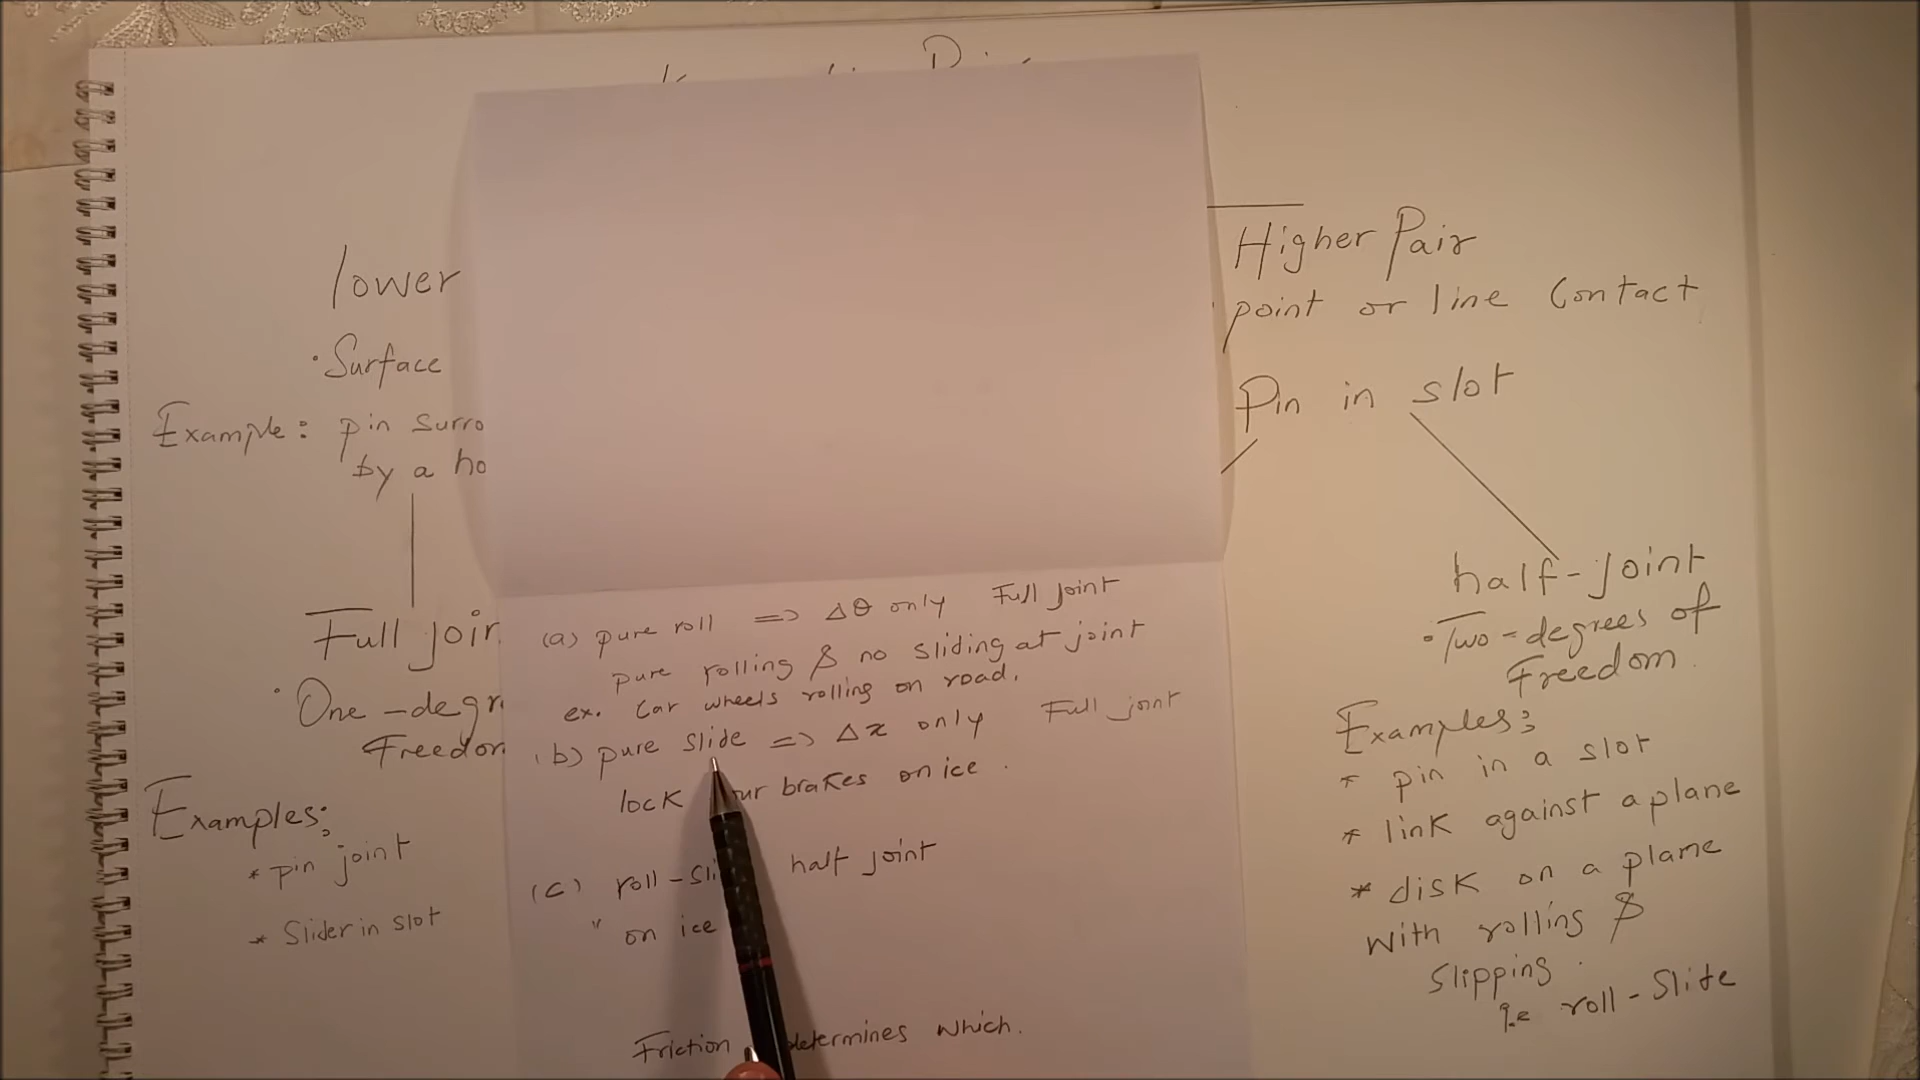 lower
Surface
Example: pin surro
by a ho
Full join
One-degr
Freedom
Examples:
* pin joint
* Slider in slot
(a) pure roll => Δθ only Full joint
pure rolling & no sliding at joint
ex. Car wheels rolling on road.
(b) pure slide => Δx only Full joint
lock brakes on ice.
(c) roll - half joint
" on ice
Friction determines which.
Higher Pair
point or line Contact
Pin in slot
half-joint
Two-degrees of
Freedom.
Examples:
* pin in a slot
* link against a plane
* disk on a plane
with rolling &
slipping.
i.e roll-Slide